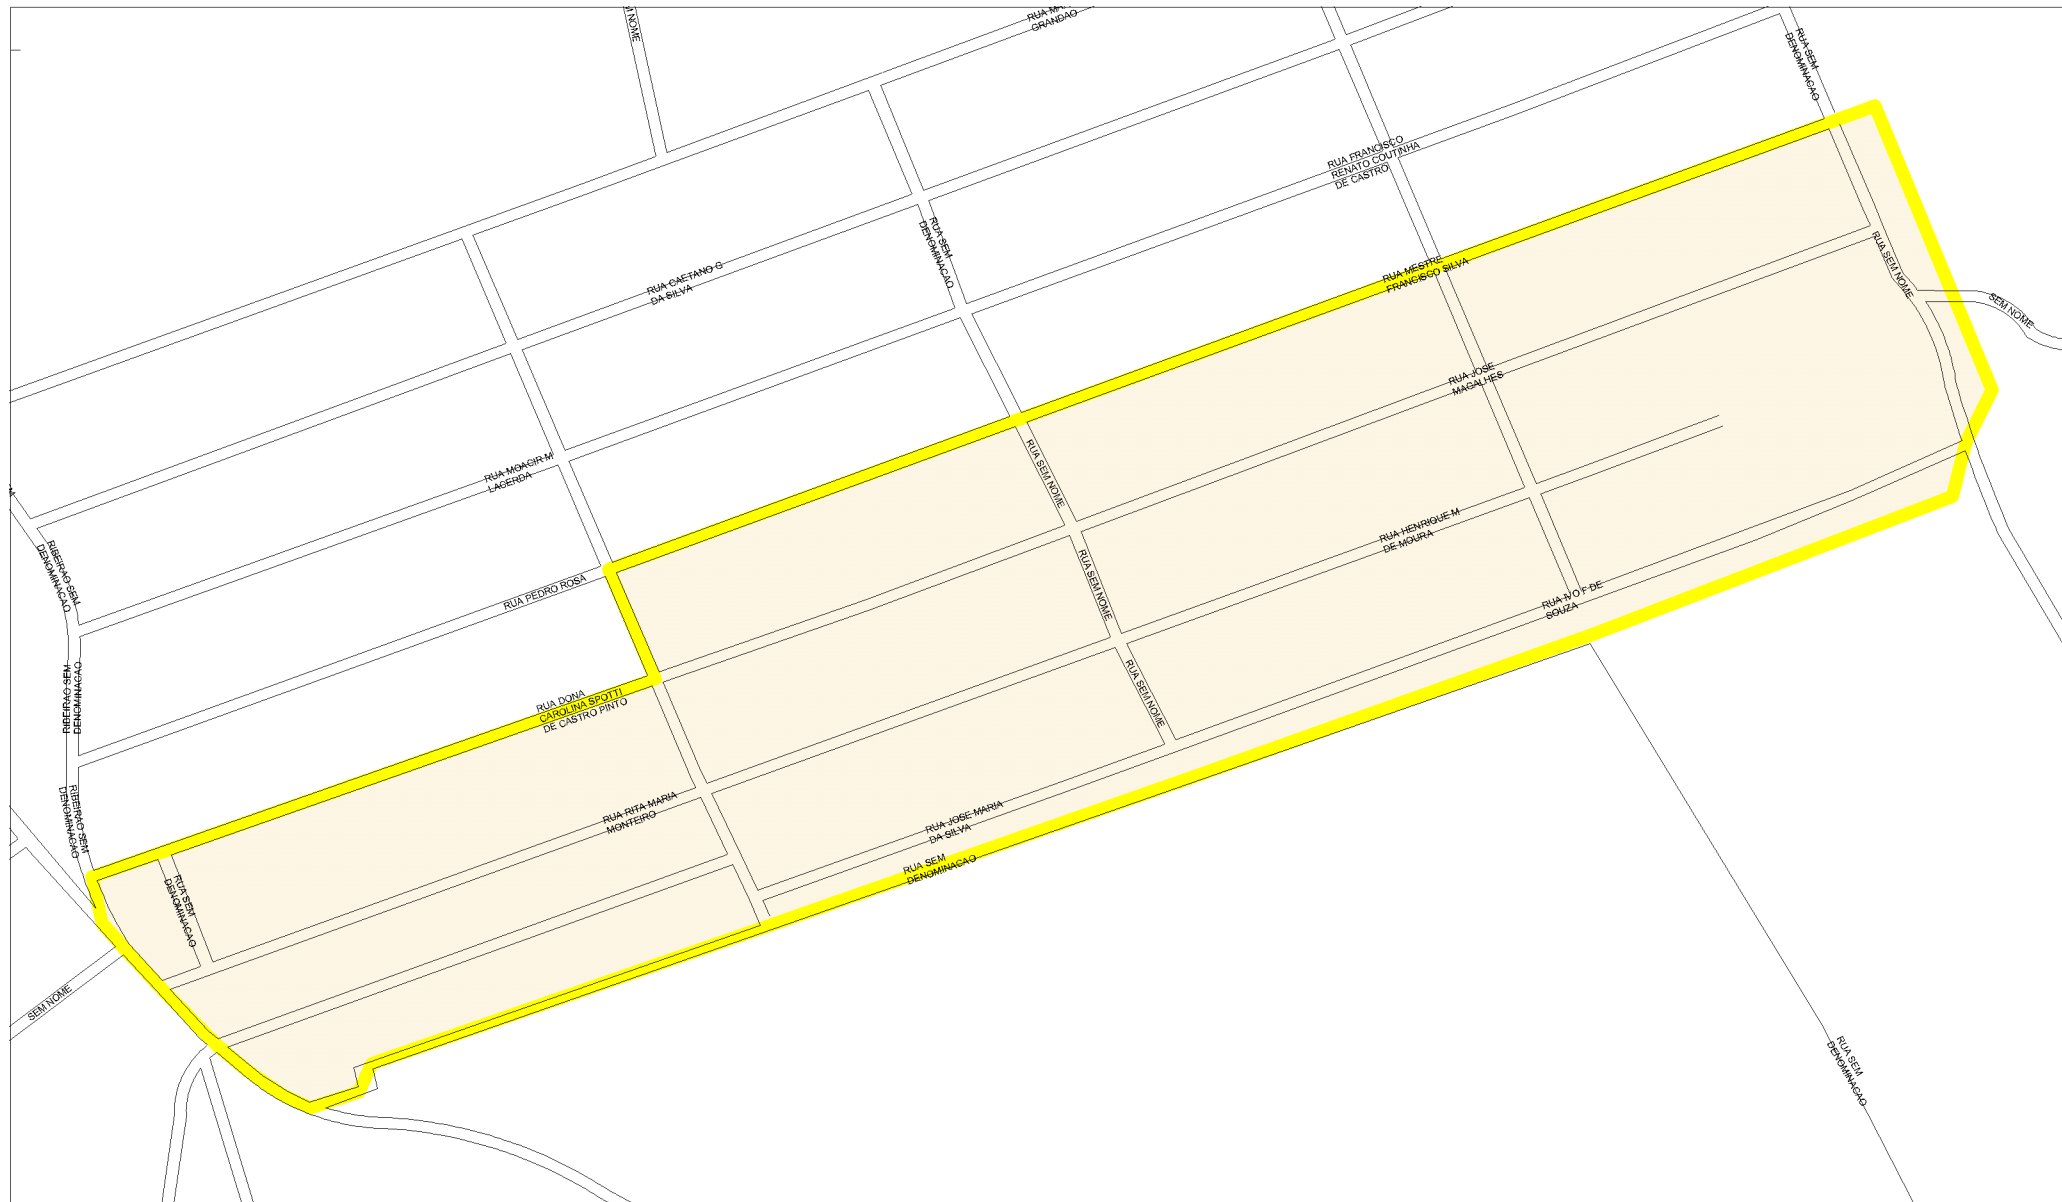 M NOME
RUA MA
GRANDAO
RUA SEM
DENOMINACAO
RUA FRANCISCO
RENATO COUTINHA
DE CASTRO
RUA SEM
DENOMINACAO
RUA CAETANO G
DA SILVA
RUA MESTRE
FRANCISCO SILVA
RUA SEM NOME
SEM NOME
RUA JOSE
MAGALHES
RUA MOACIR M
LACERDA
RUA SEM NOME
RUA HENRIQUE M
DE MOURA
RIBEIRAO SEM
DENOMINACAO
RUA PEDRO ROSA
RUA SEM NOME
RUA IVO F DE
SOUZA
RIBEIRAO SEM
DENOMINACAO
RUA DONA
CAROLINA SPOTTI
DE CASTRO PINTO
RUA SEM NOME
RIBEIRAO SEM
DENOMINACAO
RUA RITA MARIA
MONTEIRO
RUA JOSE MARIA
DA SILVA
RUA SEM
DENOMINACAO
RUA SEM
DENOMINACAO
SEM NOME
RUA SEM
DENOMINACAO